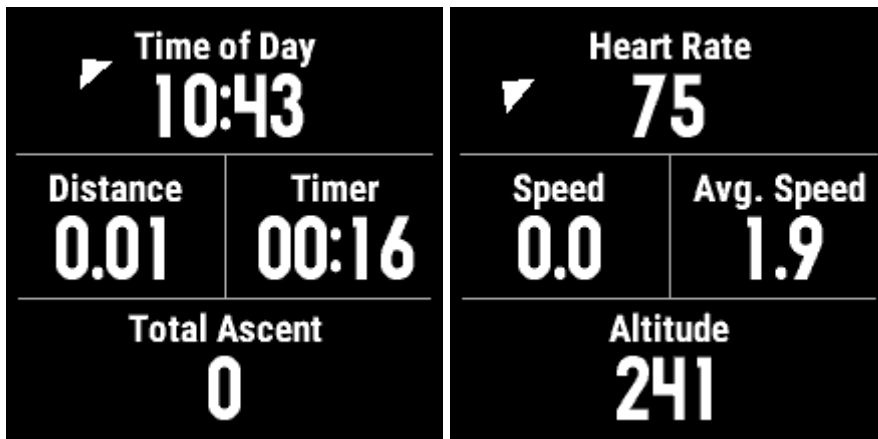 Time of Day
10:43
Distance
0.01
Timer
00:16
Total Ascent
0
Heart Rate
75
Speed
0.0
Avg. Speed
1.9
Altitude
241